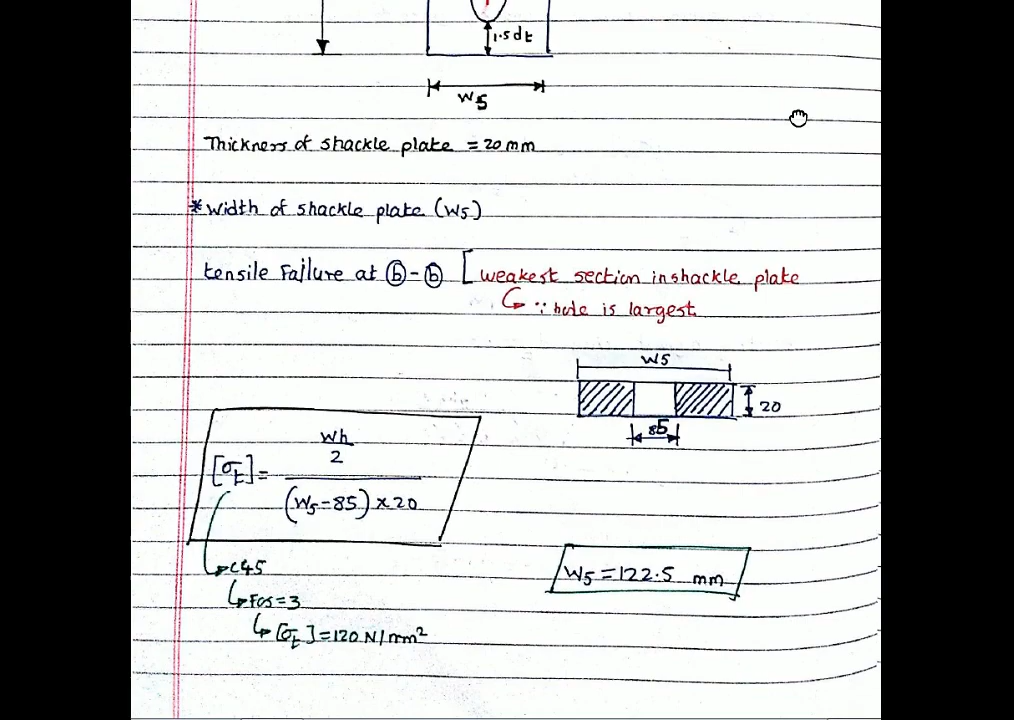 1.5dt
W5
Thickness of shackle plate = 20 mm
*Width of shackle plate (W5)
tensile Failure at ⓑ-ⓑ [weakest section in shackle plate
↳ ∵ hole is largest
W5
20
85
[σt] = Wh/2 / (W5-85) × 20
C45
↳ FOS = 3
↳ [σt] = 120 N/mm²
W5 = 122.5 mm